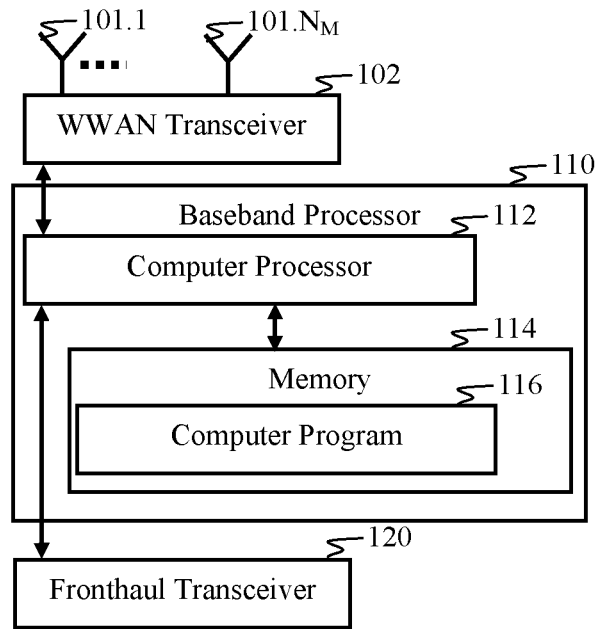 101.1
101.NM
102
WWAN Transceiver
110
Baseband Processor
112
Computer Processor
114
Memory
116
Computer Program
120
Fronthaul Transceiver